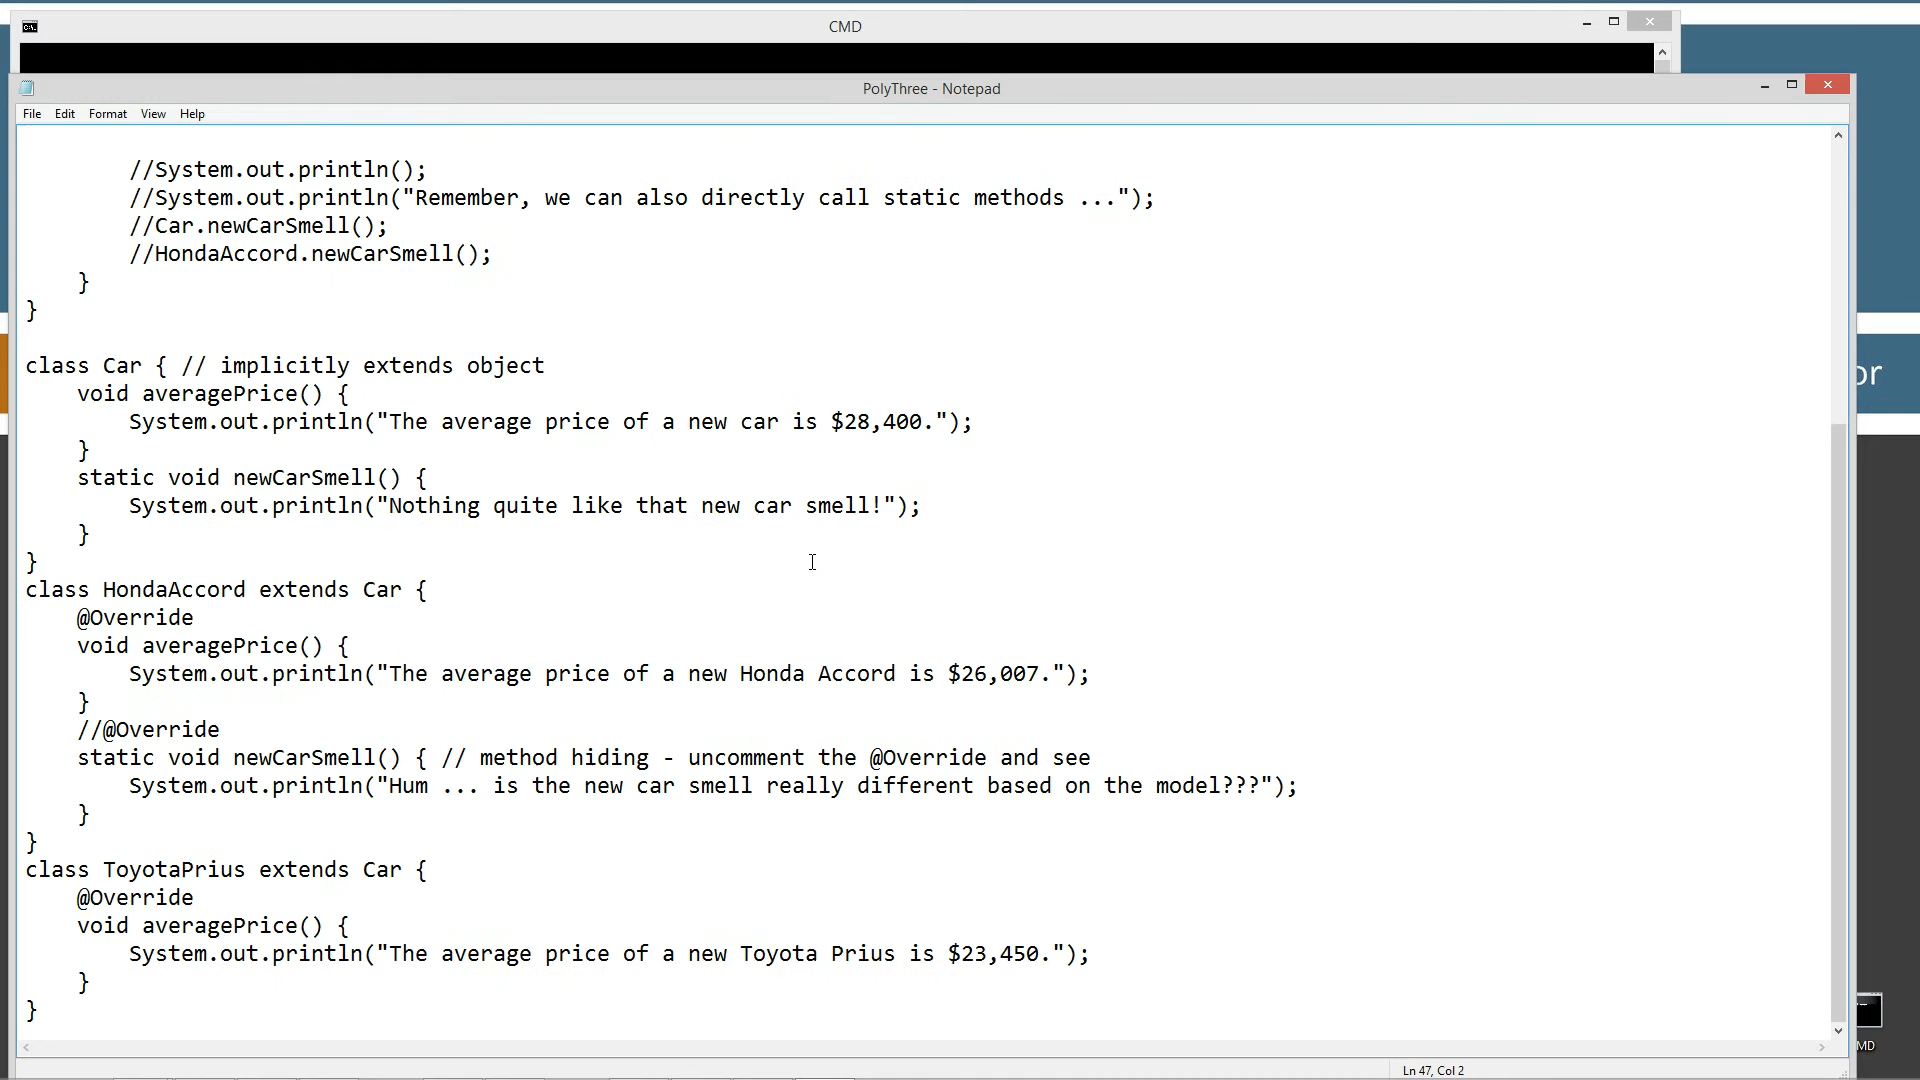 CMD
PolyThree - Notepad
File Edit Format View Help
//System.out.println();
//System.out.println("Remember, we can also directly call static methods ...");
//Car.newCarSmell();
//HondaAccord.newCarSmell();
}
}
class Car { // implicitly extends object
void averagePrice() {
System.out.println("The average price of a new car is $28,400.");
}
static void newCarSmell() {
System.out.println("Nothing quite like that new car smell!");
}
}
class HondaAccord extends Car {
@Override
void averagePrice() {
System.out.println("The average price of a new Honda Accord is $26,007.");
}
//@Override
static void newCarSmell() { // method hiding - uncomment the @Override and see
System.out.println("Hum ... is the new car smell really different based on the model???");
}
}
class ToyotaPrius extends Car {
@Override
void averagePrice() {
System.out.println("The average price of a new Toyota Prius is $23,450.");
}
}
Ln 47, Col 2